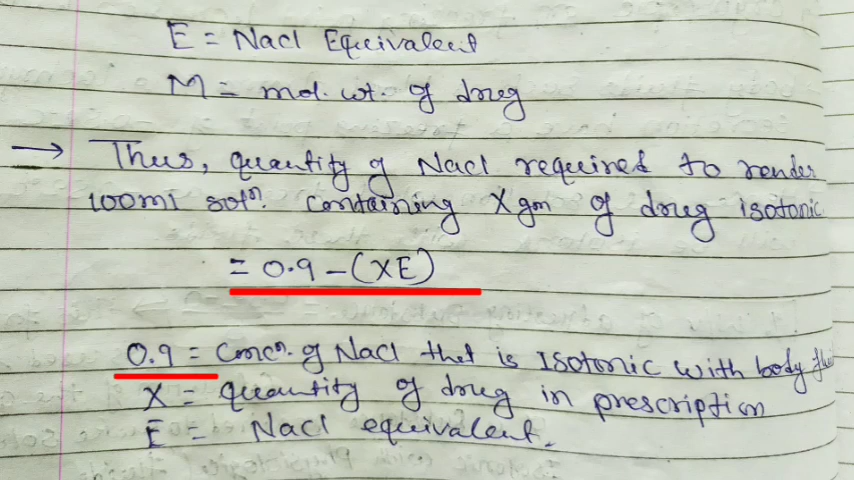 E = Nacl Equivalent
M = mol. wt. of drug
→ Thus, quantity of Nacl required to render
100ml solⁿ. containing X gm of drug isotonic
= 0.9 - (XE)
0.9 = Concⁿ. of Nacl that is Isotonic with body
X = quantity of drug in prescription
E = Nacl equivalent.